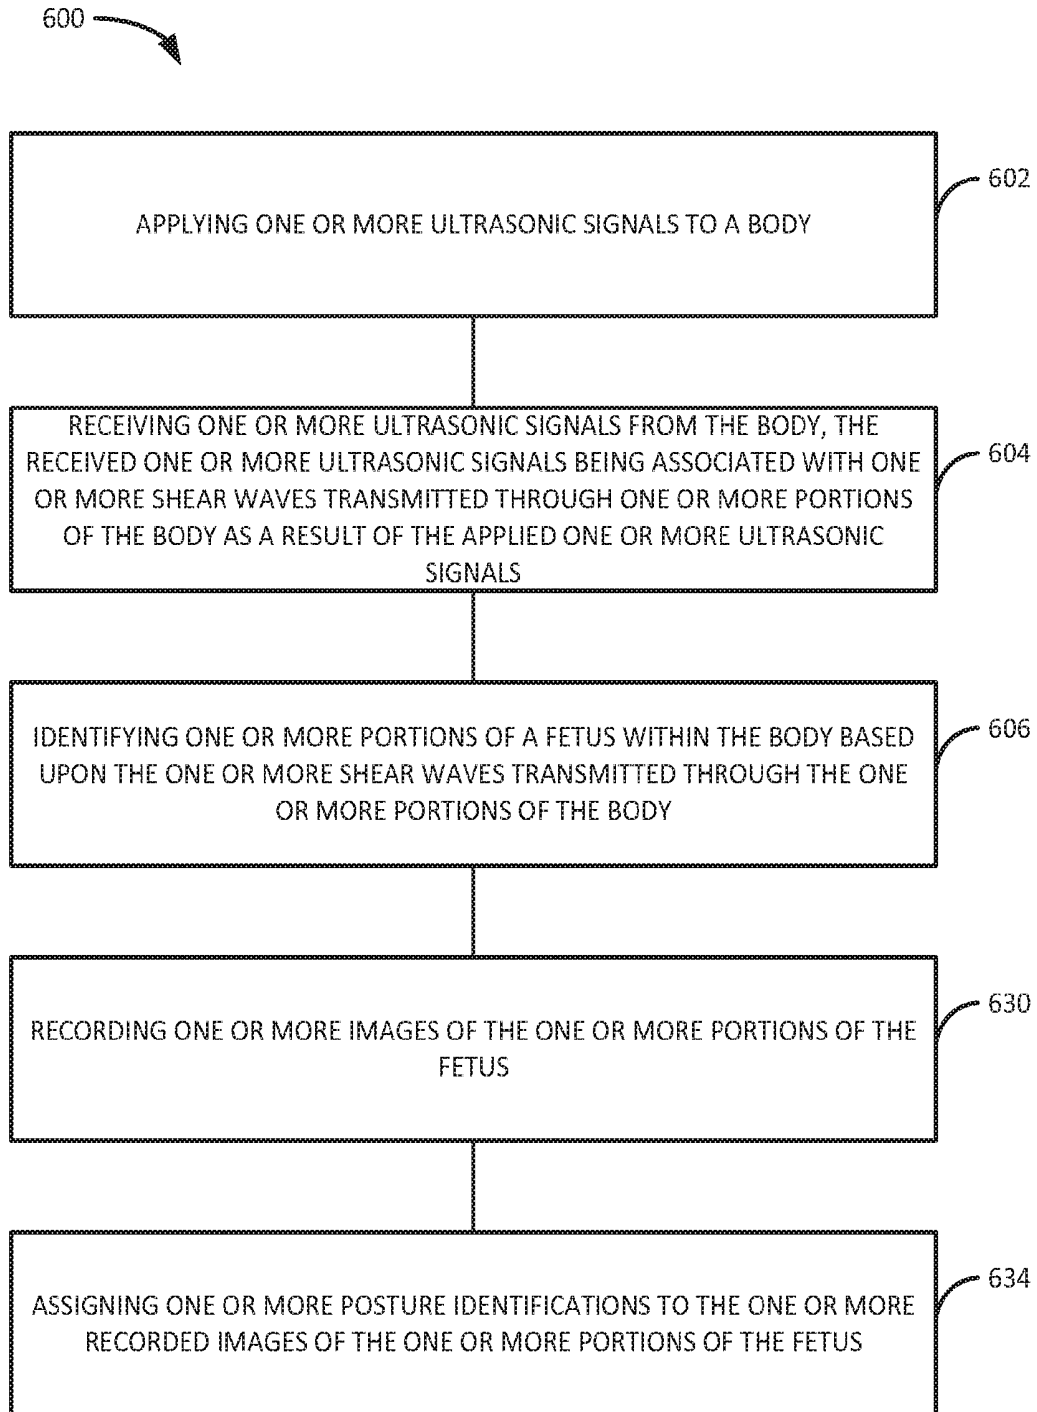 600
APPLYING ONE OR MORE ULTRASONIC SIGNALS TO A BODY
602
RECEIVING ONE OR MORE ULTRASONIC SIGNALS FROM THE BODY, THE
RECEIVED ONE OR MORE ULTRASONIC SIGNALS BEING ASSOCIATED WITH ONE
OR MORE SHEAR WAVES TRANSMITTED THROUGH ONE OR MORE PORTIONS
OF THE BODY AS A RESULT OF THE APPLIED ONE OR MORE ULTRASONIC
SIGNALS
604
IDENTIFYING ONE OR MORE PORTIONS OF A FETUS WITHIN THE BODY BASED
UPON THE ONE OR MORE SHEAR WAVES TRANSMITTED THROUGH THE ONE
OR MORE PORTIONS OF THE BODY
606
RECORDING ONE OR MORE IMAGES OF THE ONE OR MORE PORTIONS OF THE
FETUS
630
ASSIGNING ONE OR MORE POSTURE IDENTIFICATIONS TO THE ONE OR MORE
RECORDED IMAGES OF THE ONE OR MORE PORTIONS OF THE FETUS
634